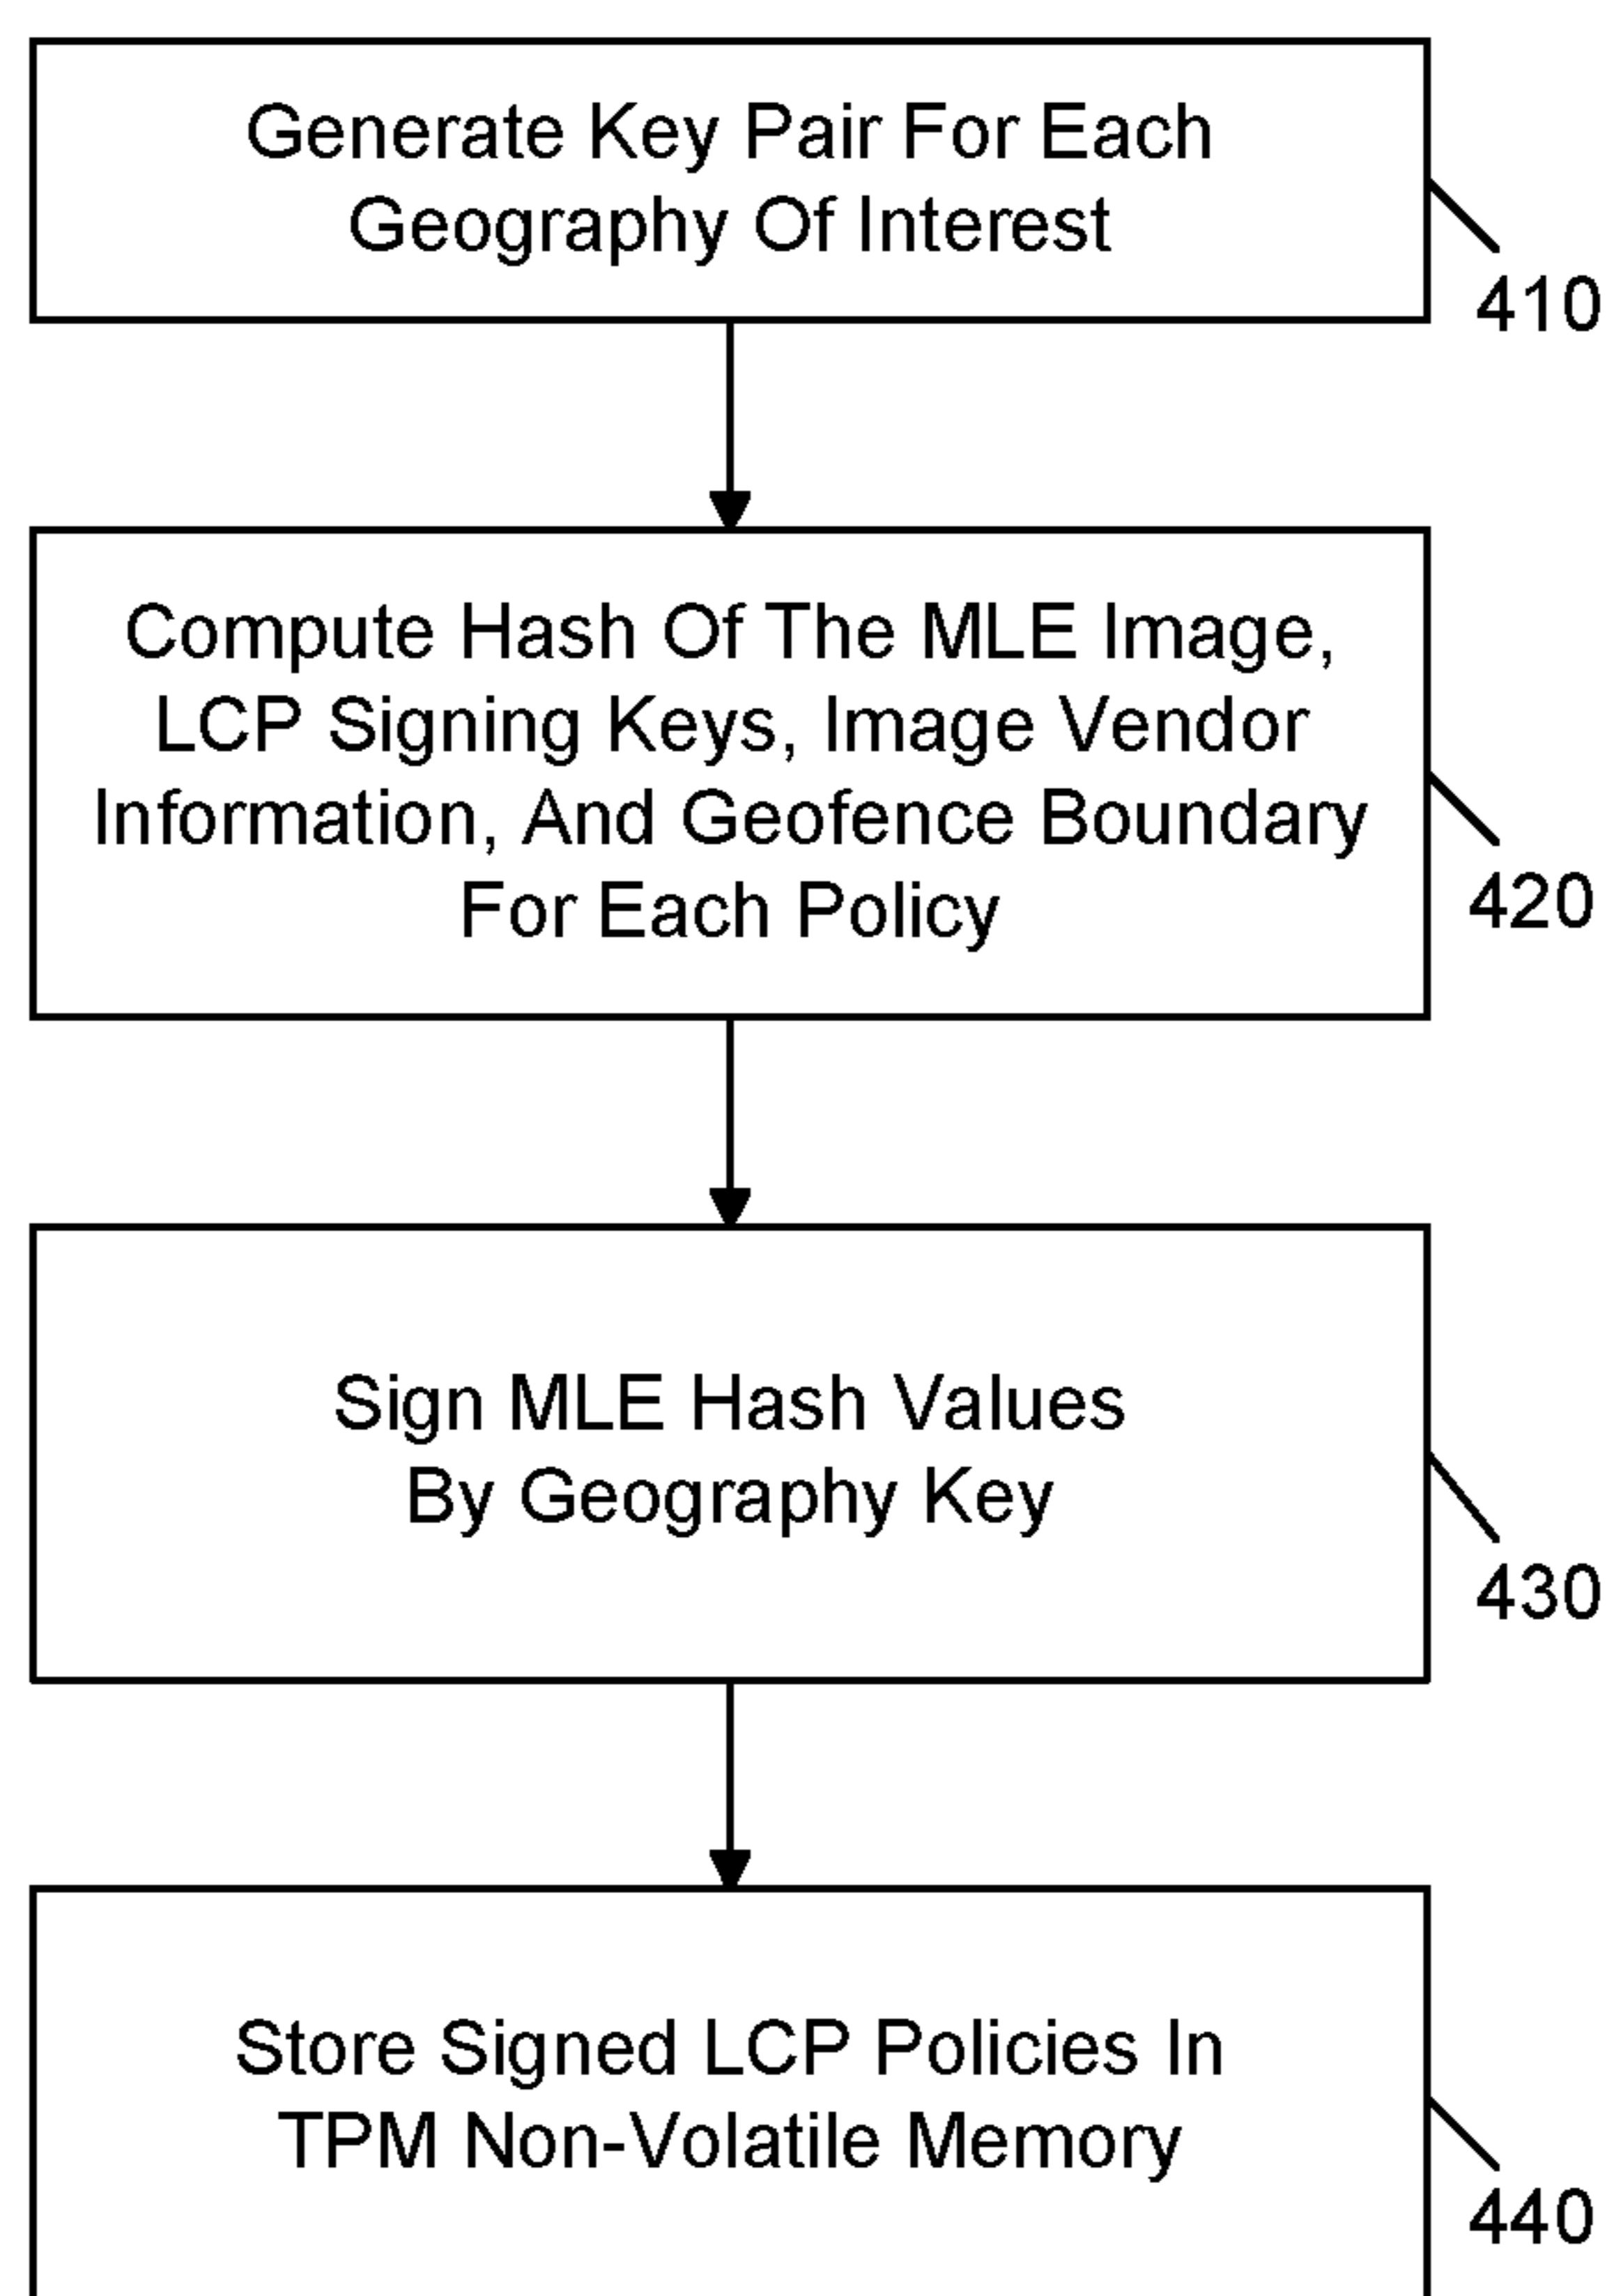 Generate Key Pair For Each
Geography Of Interest
410
Compute Hash Of The MLE Image,
LCP Signing Keys, Image Vendor
Information, And Geofence Boundary
For Each Policy
420
Sign MLE Hash Values
By Geography Key
430
Store Signed LCP Policies In
TPM Non-Volatile Memory
440